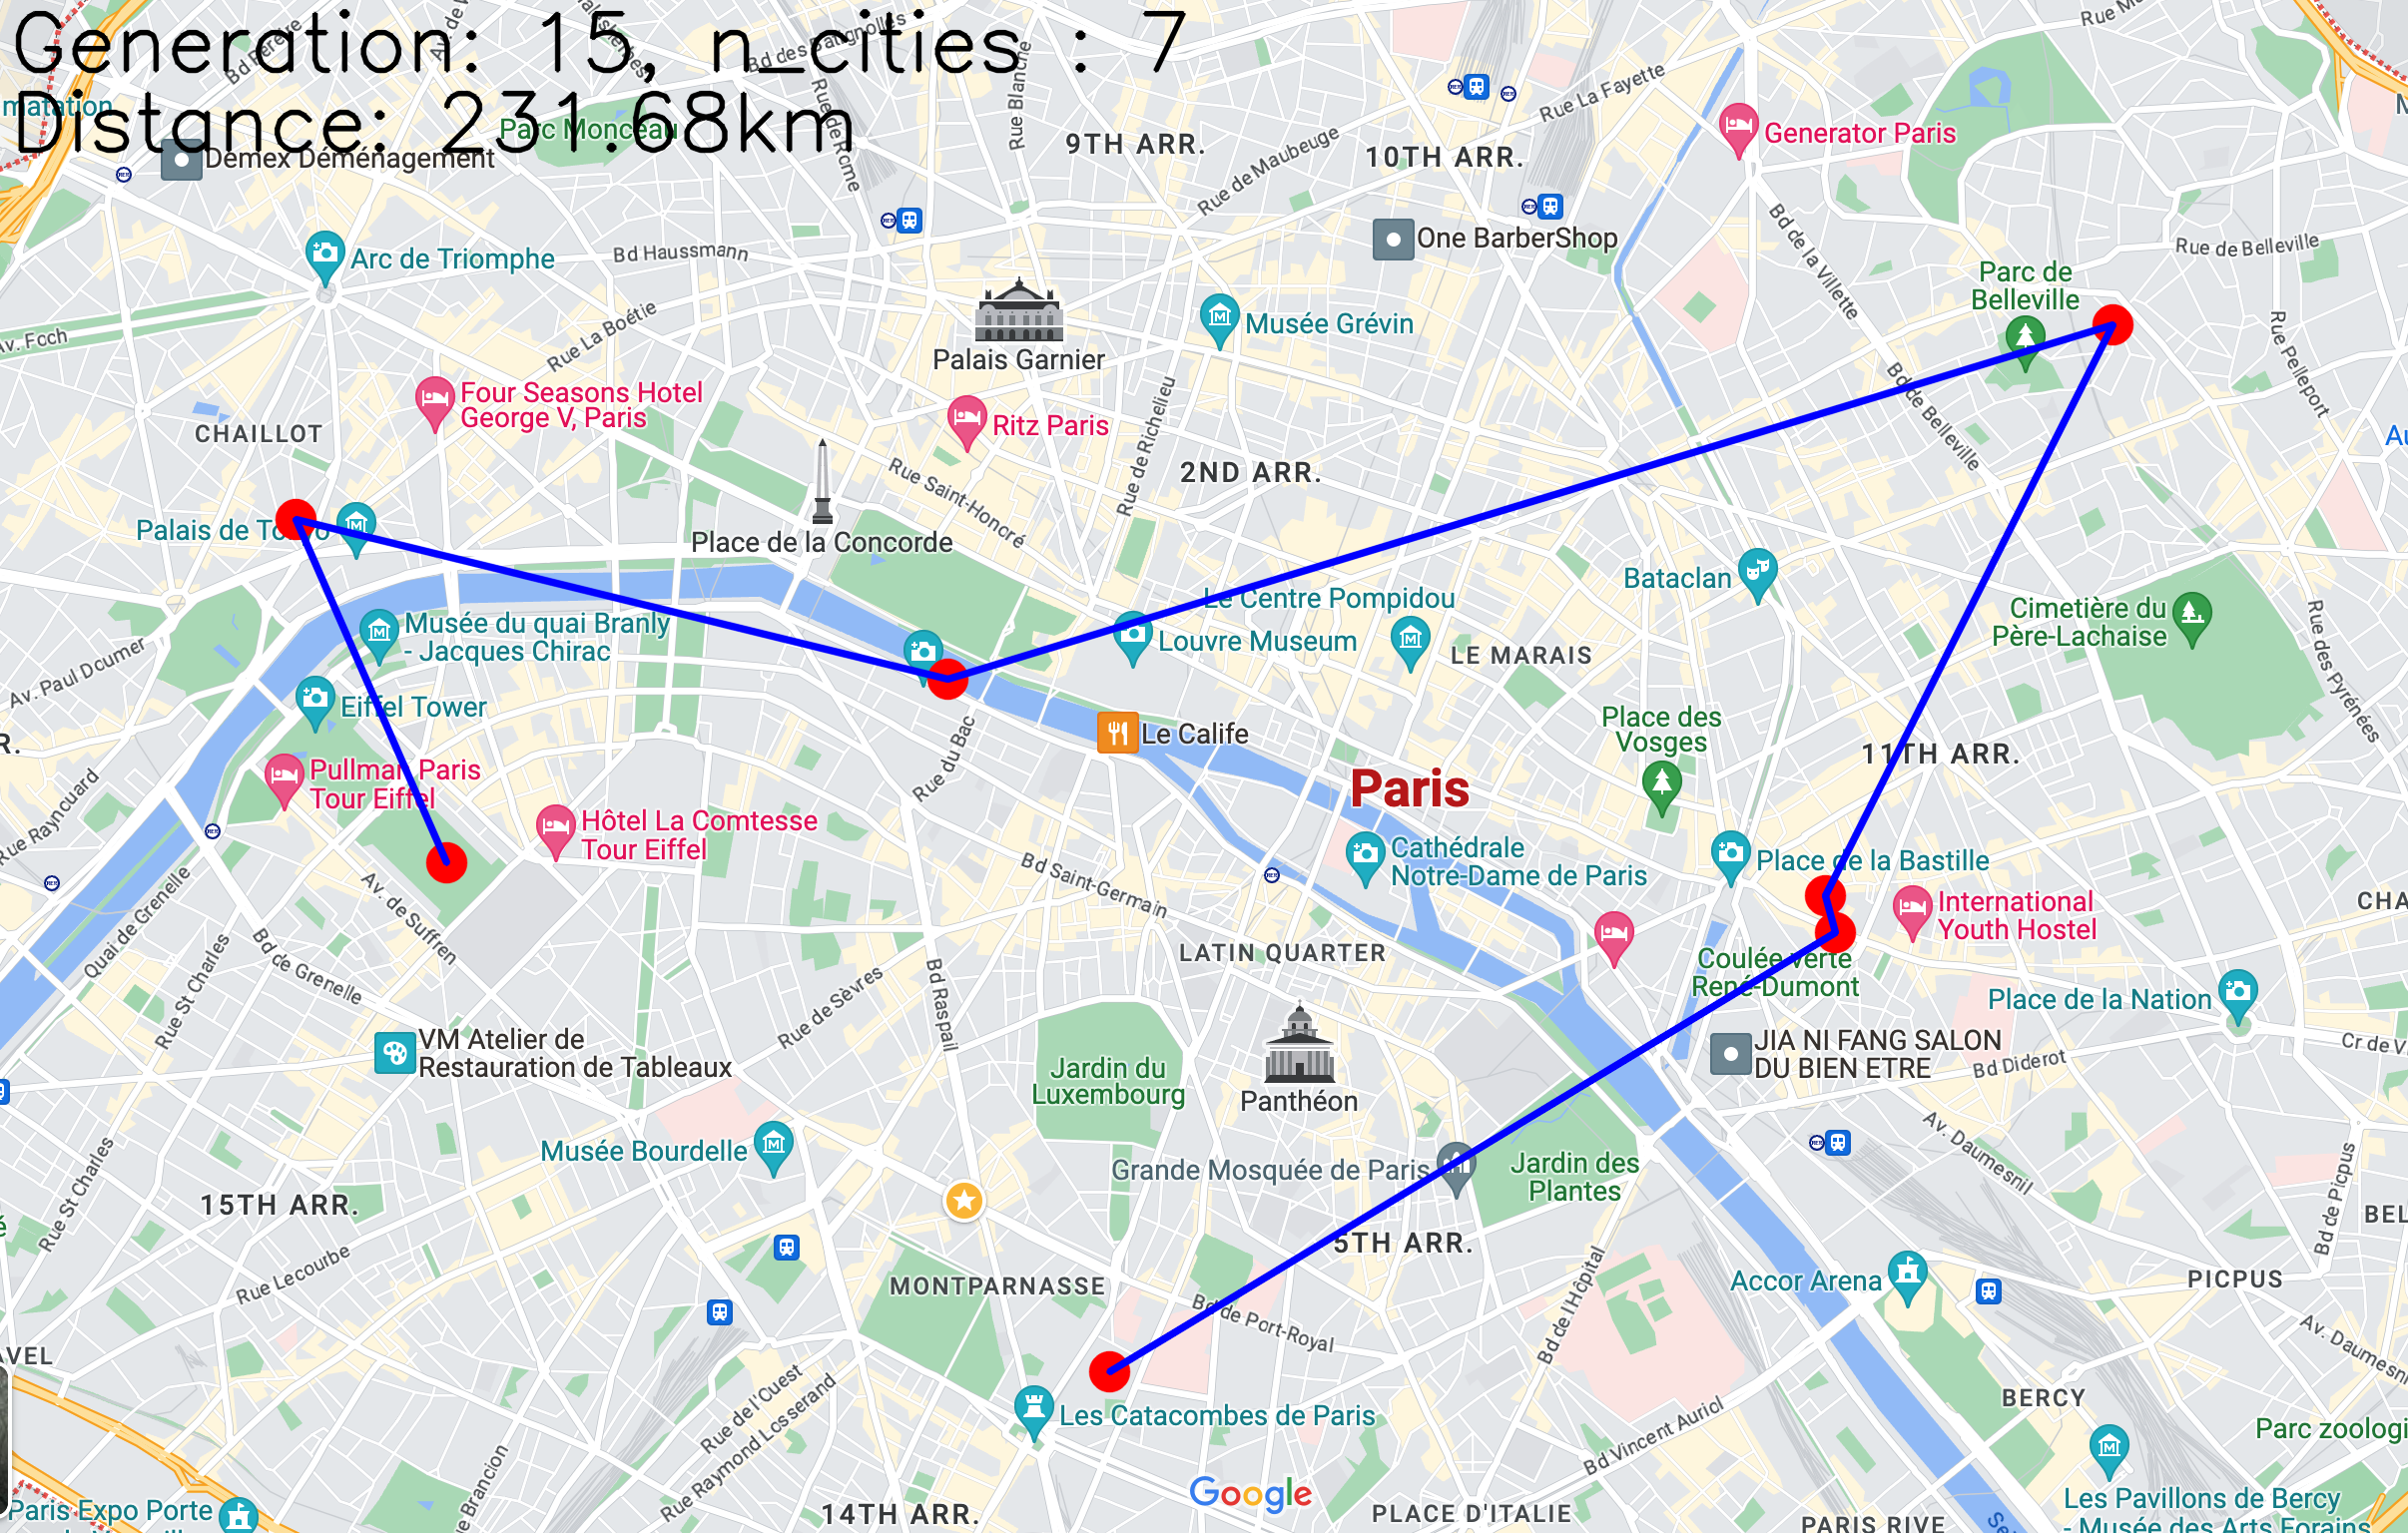 Generation: 15, n_cities : 7
Distance: 231.68km
Bd Pereire
Bd des Batignolles
Rue Blanche
Rue de Rome
matation
Parc Monceau
Demex Déménagement
9TH ARR.
10TH ARR.
Rue La Fayette
Rue de Maubeuge
Generator Paris
Bd de la Villette
One BarberShop
Rue de Belleville
Arc de Triomphe
Bd Haussmann
Rue La Boétie
Av. Foch
Parc de
Belleville
Musée Grévin
Palais Garnier
Rue Pelleport
Bd de Belleville
Four Seasons Hotel
George V, Paris
CHAILLOT
Ritz Paris
Rue de Richelieu
2ND ARR.
Rue Saint-Honoré
Palais de To
Place de la Concorde
Bataclan
Le Centre Pompidou
Louvre Museum
LE MARAIS
Cimetière du
Père-Lachaise
Rue des Pyrénées
Musée du quai Branly
- Jacques Chirac
Av. Paul Doumer
Eiffel Tower
Le Calife
Rue du Bac
Place des
Vosges
11TH ARR.
R.
Pullman Paris
Tour Eiffel
Rue Raynouard
Paris
Hôtel La Comtesse
Tour Eiffel
Cathédrale
Notre-Dame de Paris
Place de la Bastille
Bd Saint-Germain
International
Youth Hostel
CHA
Av. de Suffren
Quai de Grenelle
Bd de Grenelle
Rue St Charles
LATIN QUARTER
Coulée verte
René-Dumont
Rue de Sèvres
Bd Raspail
Place de la Nation
VM Atelier de
Restauration de Tableaux
JIA NI FANG SALON
DU BIEN ETRE
Bd Diderot
Cr de V
Jardin du
Luxembourg
Panthéon
Av. Daumesnil
Musée Bourdelle
Grande Mosquée de Paris
Jardin des
Plantes
Rue St Charles
Bd de Picpus
15TH ARR.
BEL
5TH ARR.
Rue Lecourbe
MONTPARNASSE
Bd de Port-Royal
Bd de l'Hôpital
Accor Arena
PICPUS
Av. Daumesn
AVEL
Rue de l'Ouest
Rue Raymond Losserand
Les Catacombes de Paris
BERCY
Bd Vincent Auriol
Parc zoologi
Google
Paris Expo Porte
e Brancion
14TH ARR.
PLACE D'ITALIE
PARIS RIVE
Les Pavillons de Bercy
- Musée des Arts Forains